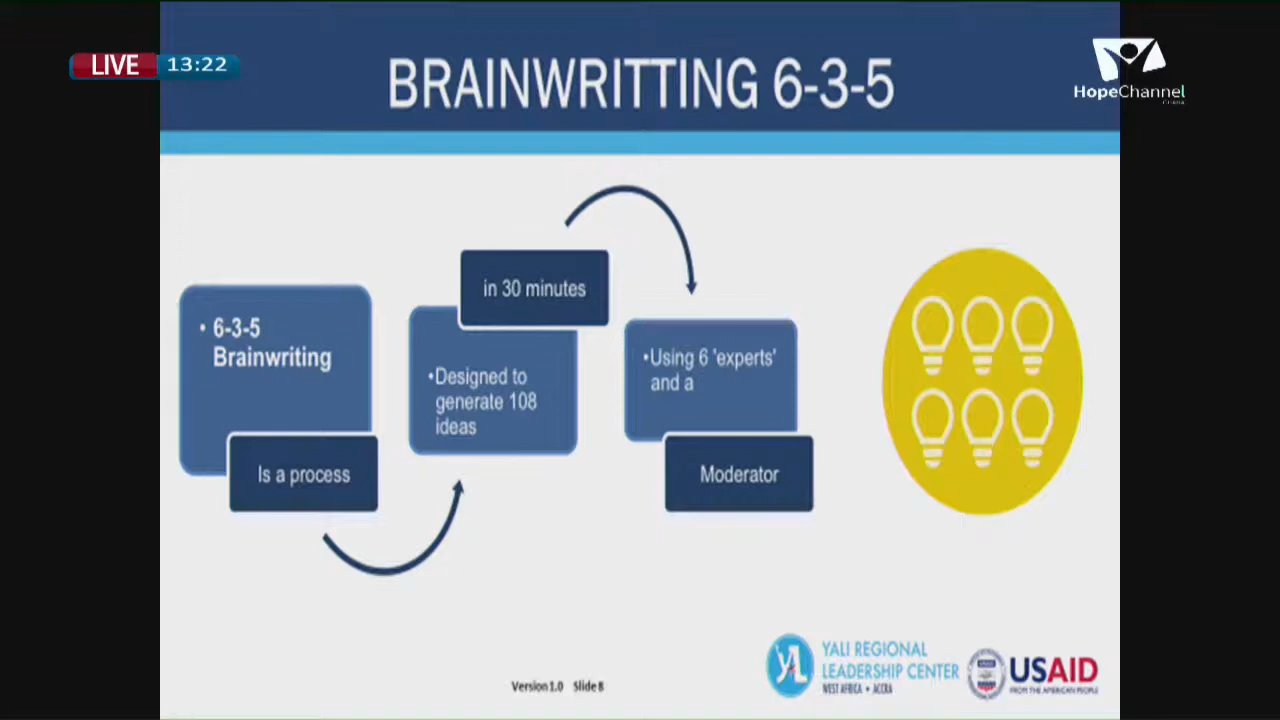 LIVE 13:22
BRAINWRITTING 6-3-5
HopeChannel
in 30 minutes
• 6-3-5
Brainwriting
Is a process
•Designed to
generate 108
ideas
•Using 6 'experts'
and a
Moderator
YALI REGIONAL
LEADERSHIP CENTER
WEST AFRICA • ACCRA
USAID
FROM THE AMERICAN PEOPLE
Version 1.0 Slide 8